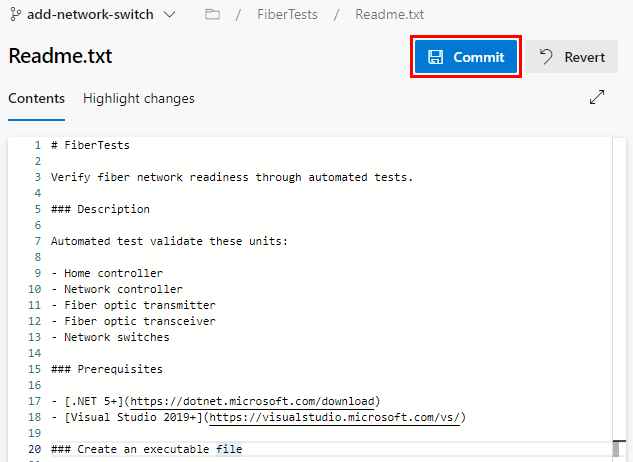 add-network-switch / FiberTests / Readme.txt
Readme.txt Commit Revert
Contents Highlight changes
1 # FiberTests
2
3 Verify fiber network readiness through automated tests.
4
5 ### Description
6
7 Automated test validate these units:
8
9 - Home controller
10 - Network controller
11 - Fiber optic transmitter
12 - Fiber optic transceiver
13 - Network switches
14
15 ### Prerequisites
16
17 - [.NET 5+](https://dotnet.microsoft.com/download)
18 - [Visual Studio 2019+](https://visualstudio.microsoft.com/vs/)
19
20 ### Create an executable file